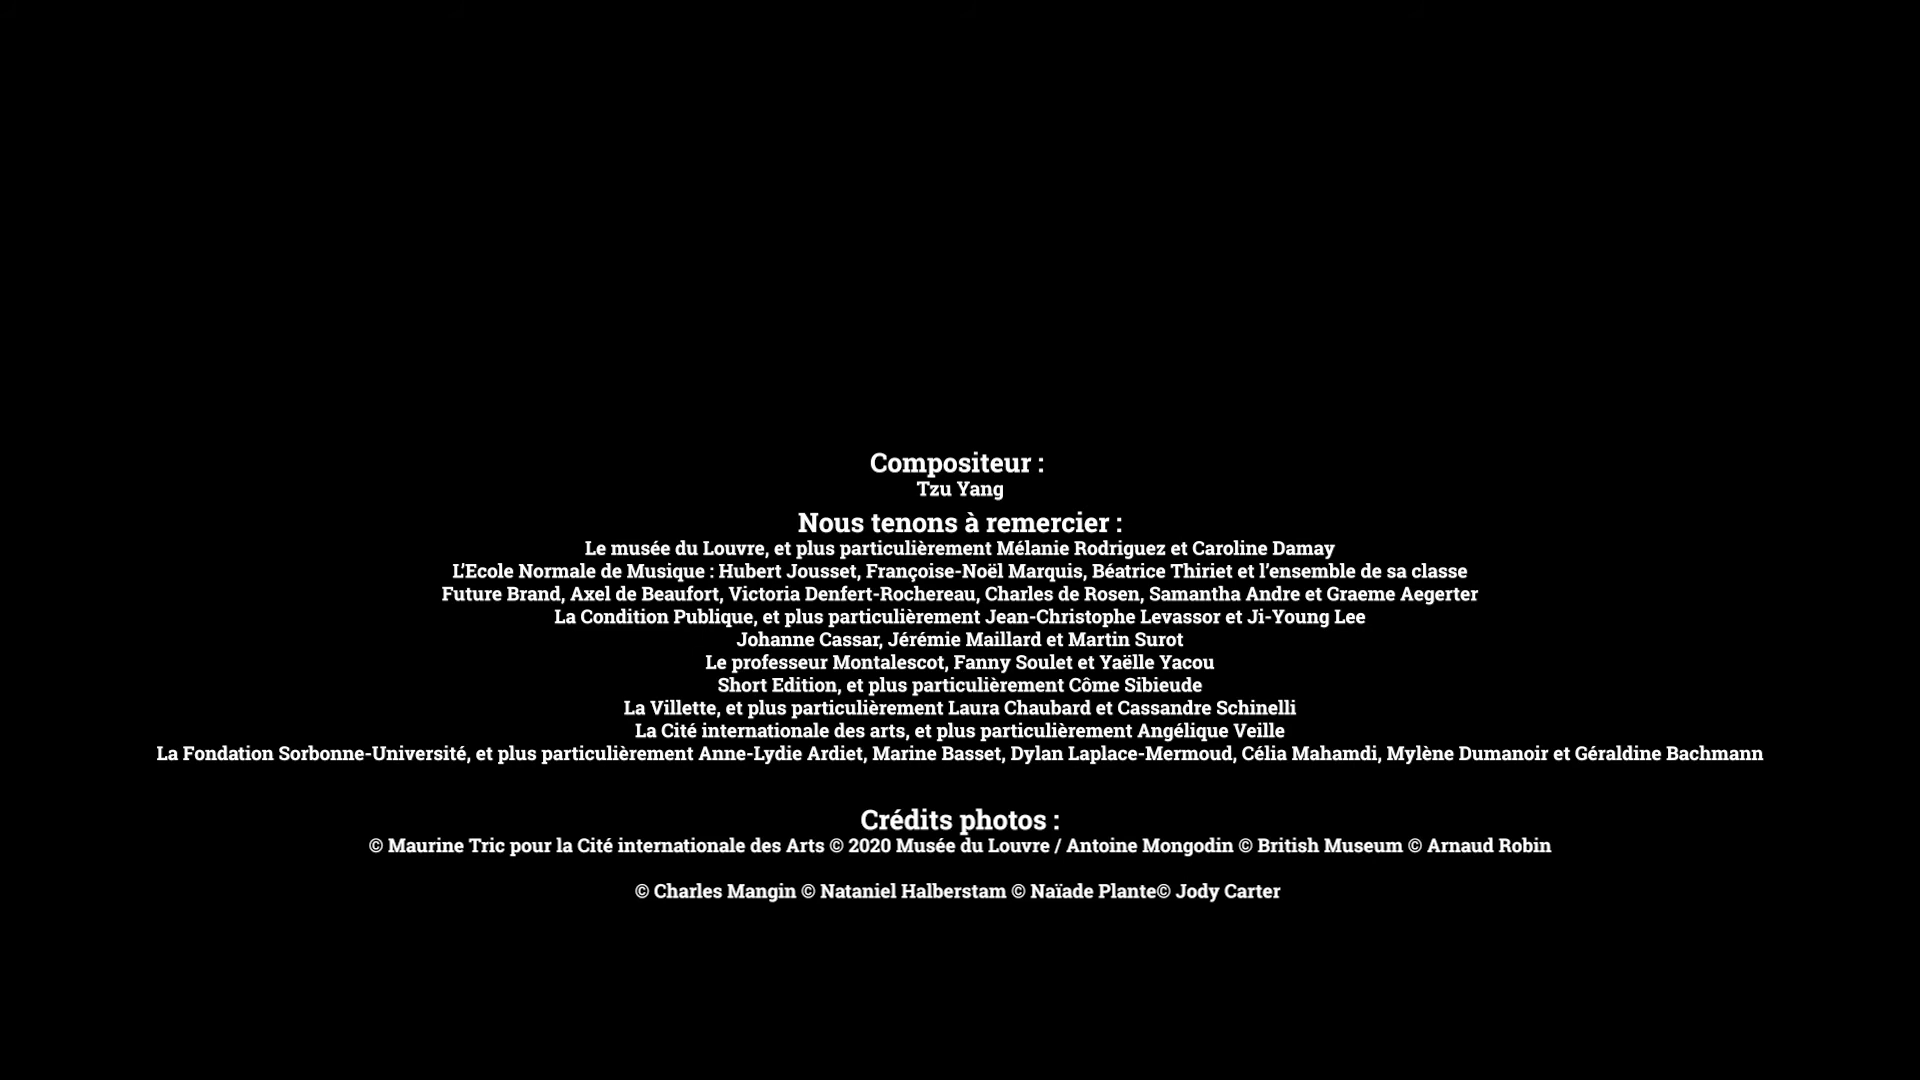 Compositeur :
Tzu Yang
Nous tenons à remercier :
Le musée du Louvre, et plus particulièrement Mélanie Rodriguez et Caroline Damay
L’Ecole Normale de Musique : Hubert Jousset, Françoise-Noël Marquis, Béatrice Thiriet et l’ensemble de sa classe
Future Brand, Axel de Beaufort, Victoria Denfert-Rochereau, Charles de Rosen, Samantha Andre et Graeme Aegerter
La Condition Publique, et plus particulièrement Jean-Christophe Levassor et Ji-Young Lee
Johanne Cassar, Jérémie Maillard et Martin Surot
Le professeur Montalescot, Fanny Soulet et Yaëlle Yacou
Short Edition, et plus particulièrement Côme Sibieude
La Villette, et plus particulièrement Laura Chaubard et Cassandre Schinelli
La Cité internationale des arts, et plus particulièrement Angélique Veille
La Fondation Sorbonne-Université, et plus particulièrement Anne-Lydie Ardiet, Marine Basset, Dylan Laplace-Mermoud, Célia Mahamdi, Mylène Dumanoir et Géraldine Bachmann
Crédits photos :
© Maurine Tric pour la Cité internationale des Arts © 2020 Musée du Louvre / Antoine Mongodin © British Museum © Arnaud Robin
© Charles Mangin © Nataniel Halberstam © Naïade Plante© Jody Carter